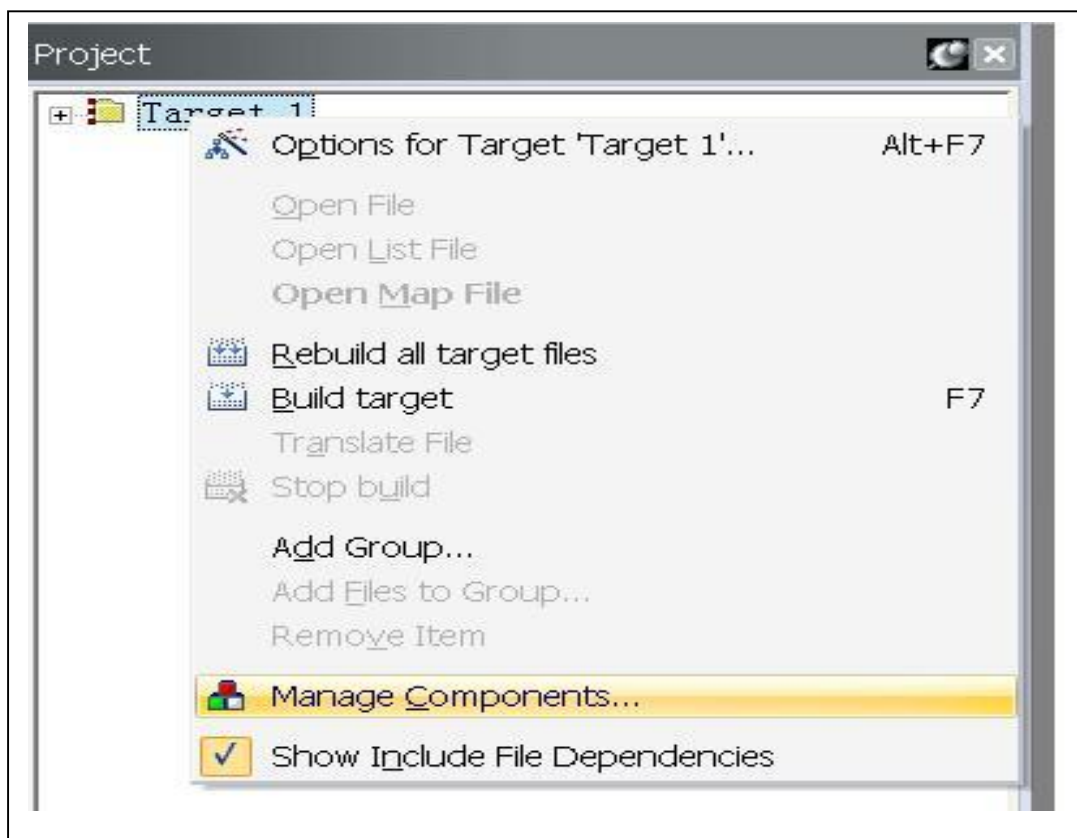 Project
Target 1
Options for Target 'Target 1'... Alt+F7
Open File
Open List File
Open Map File
Rebuild all target files
Build target F7
Translate File
Stop build
Add Group...
Add Files to Group...
Remove Item
Manage Components...
Show Include File Dependencies